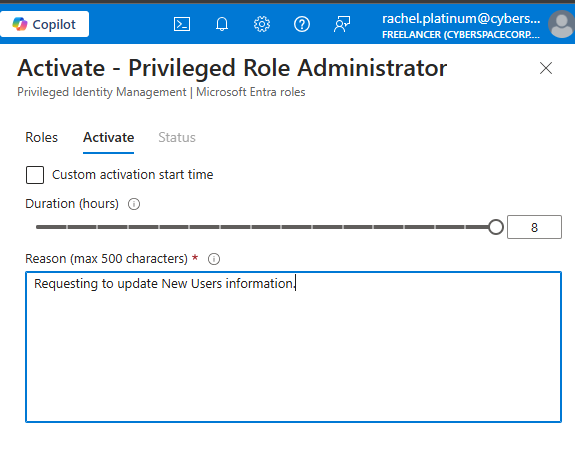 Copilot
rachel.platinum@cybers...
FREELANCER (CYBERSPACECORP....
Activate - Privileged Role Administrator
Privileged Identity Management | Microsoft Entra roles
Roles Activate Status
Custom activation start time
Duration (hours)
8
Reason (max 500 characters) *
Requesting to update New Users information.